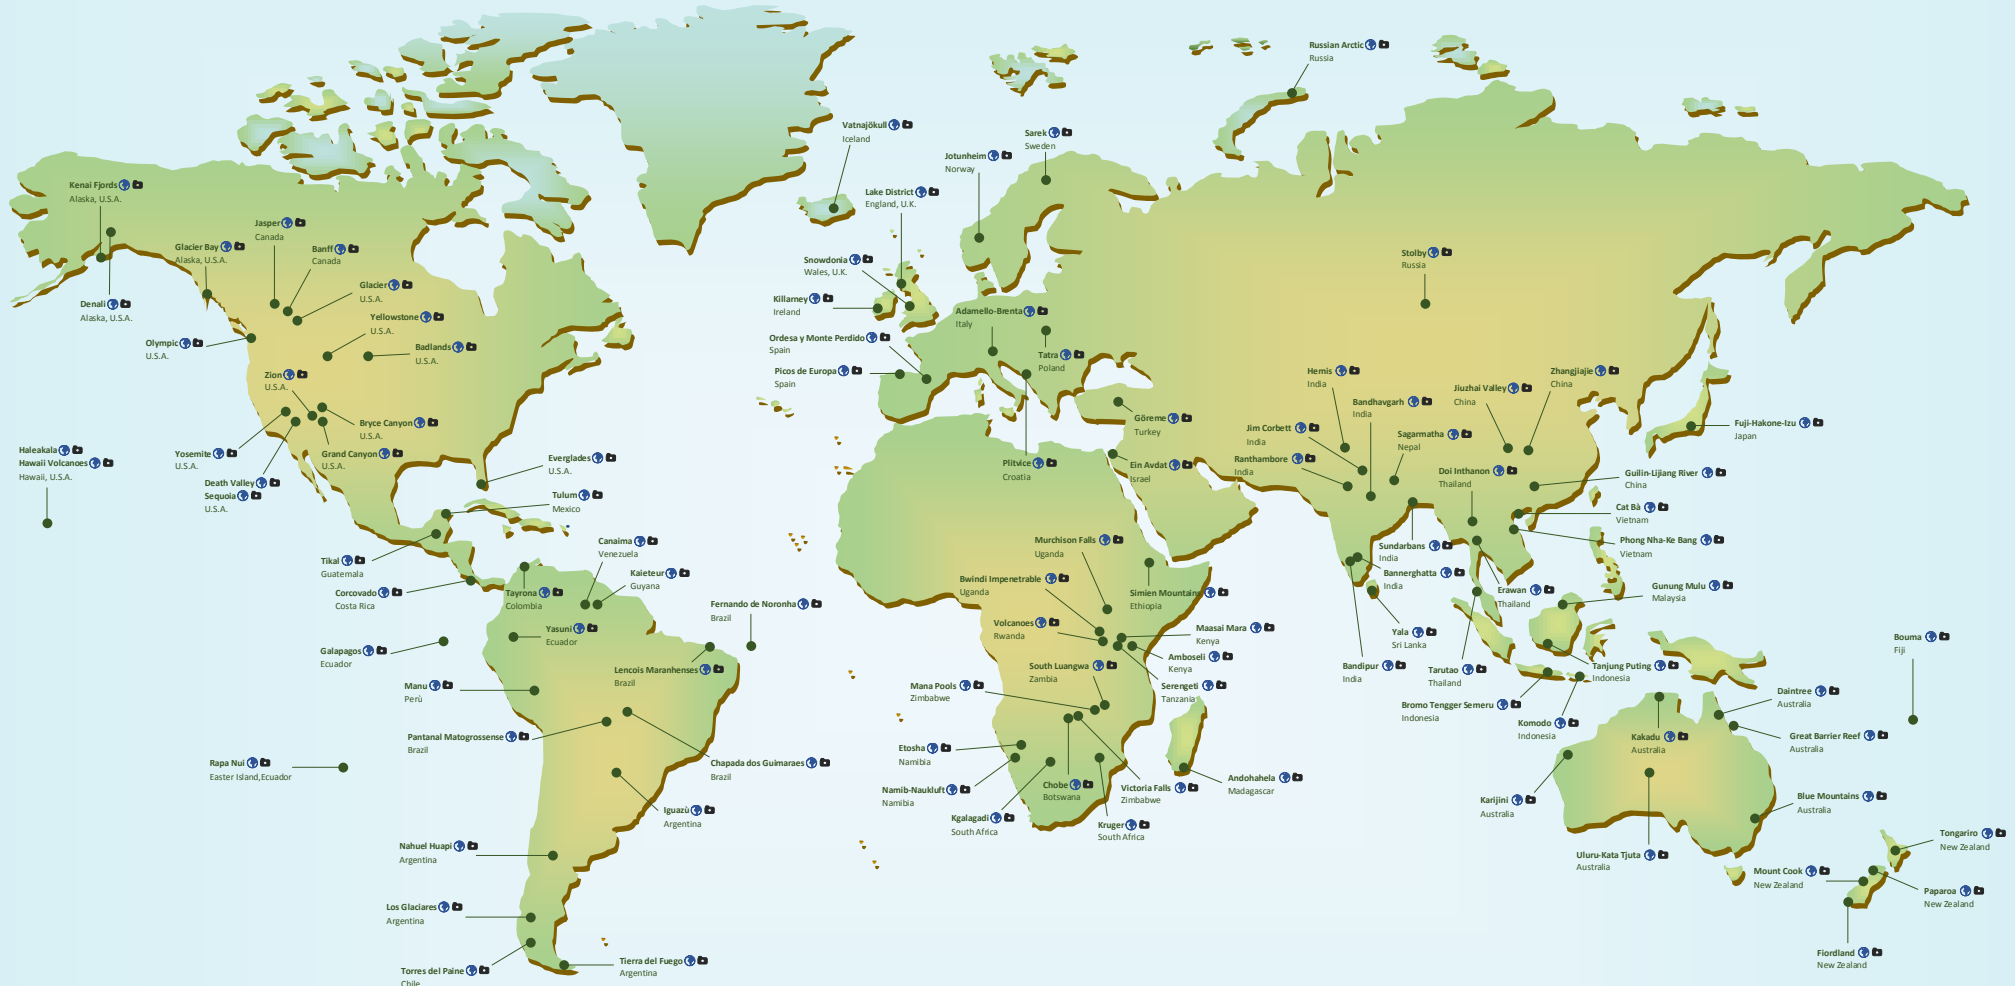 Russian Arctic
Russia
Vatnajökull
Iceland
Sarek
Sweden
Jotunheim
Norway
Kenai Fjords
Alaska, U.S.A.
Lake District
England, U.K.
Jasper
Canada
Glacier Bay
Alaska, U.S.A.
Banff
Canada
Stolby
Russia
Snowdonia
Wales, U.K.
Glacier
U.S.A.
Killarney
Ireland
Denali
Alaska, U.S.A.
Adamello-Brenta
Italy
Yellowstone
U.S.A.
Ordesa y Monte Perdido
Spain
Olympic
U.S.A.
Badlands
U.S.A.
Tatra
Poland
Picos de Europa
Spain
Zion
U.S.A.
Hemis
India
Zhangjiajie
China
Jiuzhai Valley
China
Bandhavgarh
India
Göreme
Turkey
Bryce Canyon
U.S.A.
Fuji-Hakone-Izu
Japan
Jim Corbett
India
Sagarmatha
Nepal
Haleakala
Hawaii Volcanoes
Hawaii, U.S.A.
Yosemite
U.S.A.
Grand Canyon
U.S.A.
Everglades
U.S.A.
Plitvice
Croatia
Ein Avdat
Israel
Ranthambore
India
Doi Inthanon
Thailand
Guilin-Lijiang River
China
Death Valley
Sequoia
U.S.A.
Tulum
Mexico
Cat Bà
Vietnam
Canaima
Venezuela
Murchison Falls
Uganda
Sundarbans
India
Phong Nha-Ke Bang
Vietnam
Tikal
Guatemala
Kaieteur
Guyana
Bwindi Impenetrable
Uganda
Bannerghatta
India
Gunung Mulu
Malaysia
Corcovado
Costa Rica
Tayrona
Colombia
Simien Mountains
Ethiopia
Erawan
Thailand
Fernando de Noronha
Brazil
Yasuni
Ecuador
Volcanoes
Rwanda
Maasai Mara
Kenya
Yala
Sri Lanka
Bouma
Fiji
Galapagos
Ecuador
Lencois Maranhenses
Brazil
South Luangwa
Zambia
Amboseli
Kenya
Bandipur
India
Tarutao
Thailand
Tanjung Puting
Indonesia
Manu
Perù
Mana Pools
Zimbabwe
Serengeti
Tanzania
Bromo Tengger Semeru
Indonesia
Daintree
Australia
Komodo
Indonesia
Pantanal Matogrossense
Brazil
Kakadu
Australia
Great Barrier Reef
Australia
Etosha
Namibia
Rapa Nui
Easter Island,Ecuador
Chapada dos Guimaraes
Brazil
Andohahela
Madagascar
Namib-Naukluft
Namibia
Chobe
Botswana
Victoria Falls
Zimbabwe
Karijini
Australia
Blue Mountains
Australia
Iguazù
Argentina
Kgalagadi
South Africa
Kruger
South Africa
Tongariro
New Zealand
Nahuel Huapi
Argentina
Uluru-Kata Tjuta
Australia
Mount Cook
New Zealand
Paparoa
New Zealand
Los Glaciares
Argentina
Fiordland
New Zealand
Tierra del Fuego
Argentina
Torres del Paine
Chile